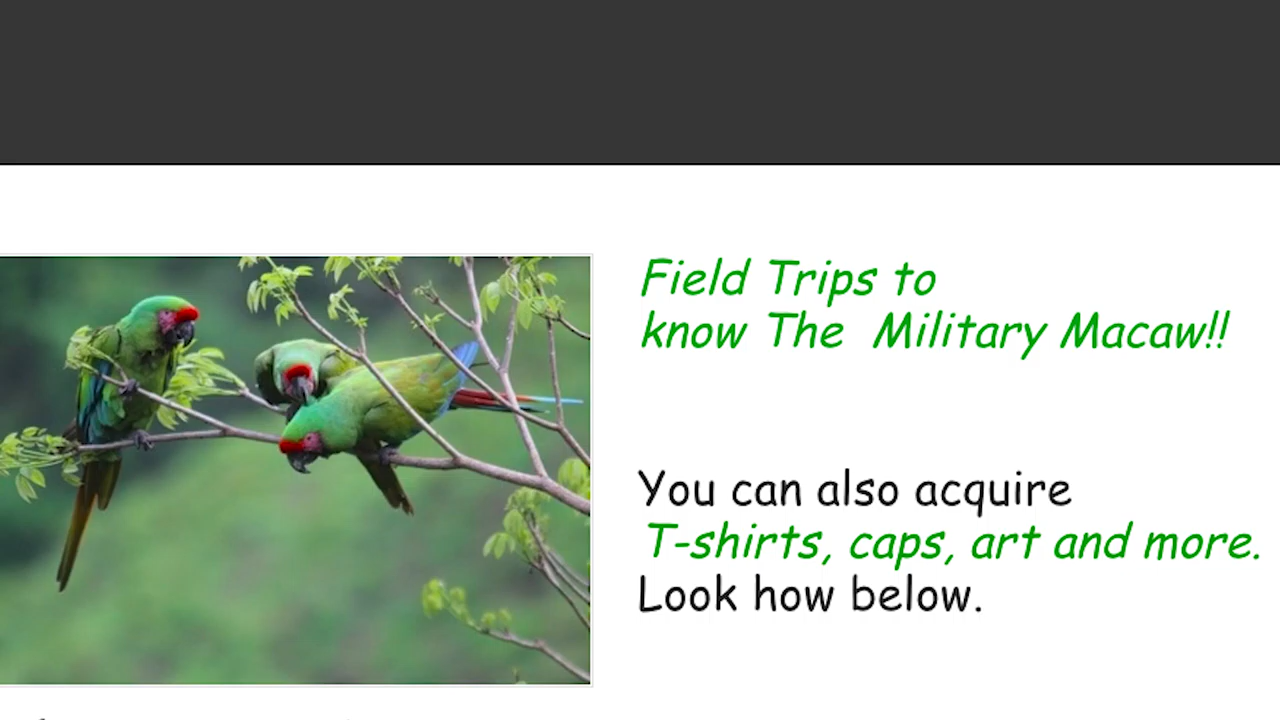 Field Trips to
know The  Military Macaw!!
You can also acquire
T-shirts, caps, art and more.
Look how below.